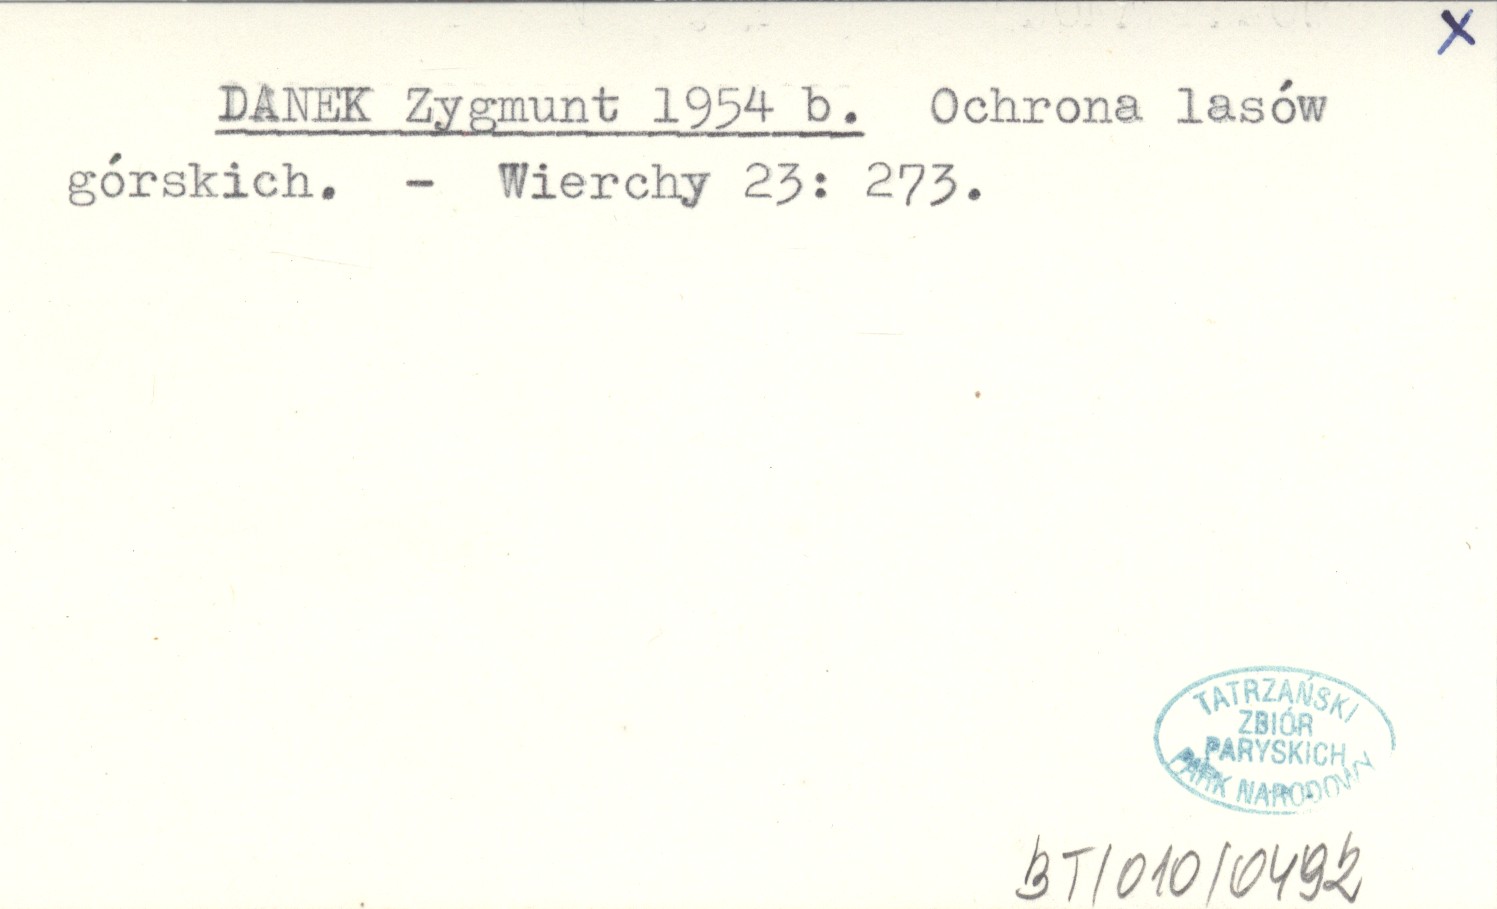 X
DANEK Zygmunt 1954 b. Ochrona lasów
górskich. - Wierchy 23: 273.
TATRZAŃSKI
ZBIÓR
PARYSKICH
PARK NARODOWY
BT/010/0492